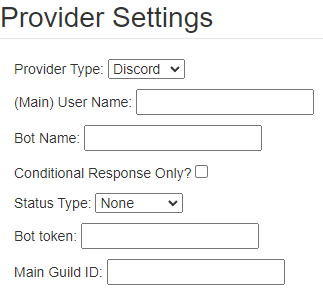 Provider Settings
Provider Type: Discord
(Main) User Name:
Bot Name:
Conditional Response Only?
Status Type: None
Bot token:
Main Guild ID: